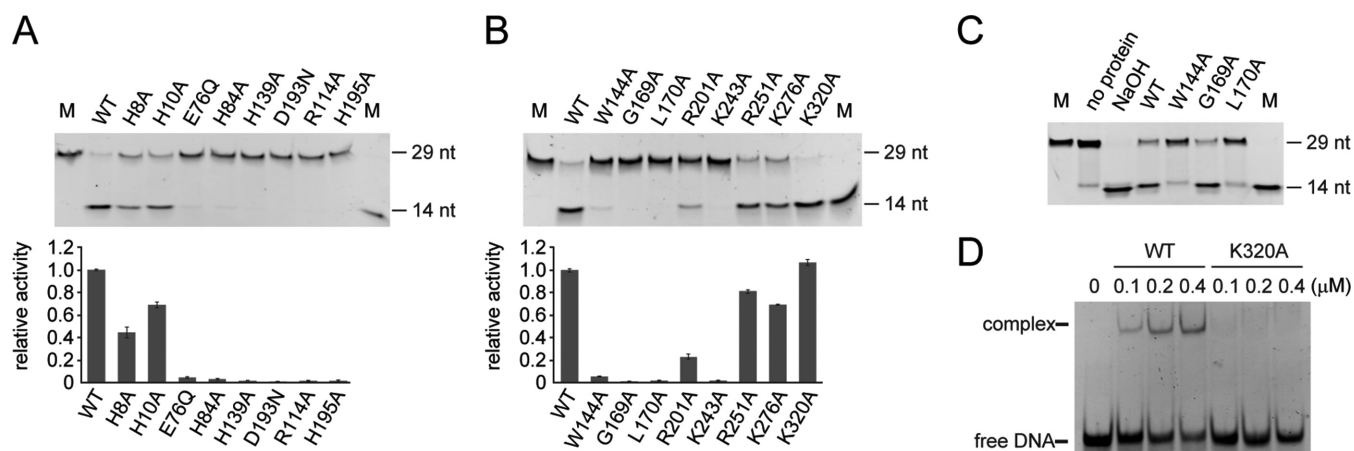 A
M WT H8A H10A E76Q H84A H139A D193N R114A H195A M
29 nt
14 nt
relative activity
1.2
1.0
0.8
0.6
0.4
0.2
0
WT H8A H10A E76Q H84A H139A D193N R114A H195A
B
M WT W144A G169A L170A R201A K243A R251A K276A K320A M
29 nt
14 nt
relative activity
1.2
1.0
0.8
0.6
0.4
0.2
0
WT W144A G169A L170A R201A K243A R251A K276A K320A
C
M no protein NaOH WT W144A G169A L170A M
29 nt
14 nt
D
WT K320A
0 0.1 0.2 0.4 0.1 0.2 0.4 (μM)
complex
free DNA